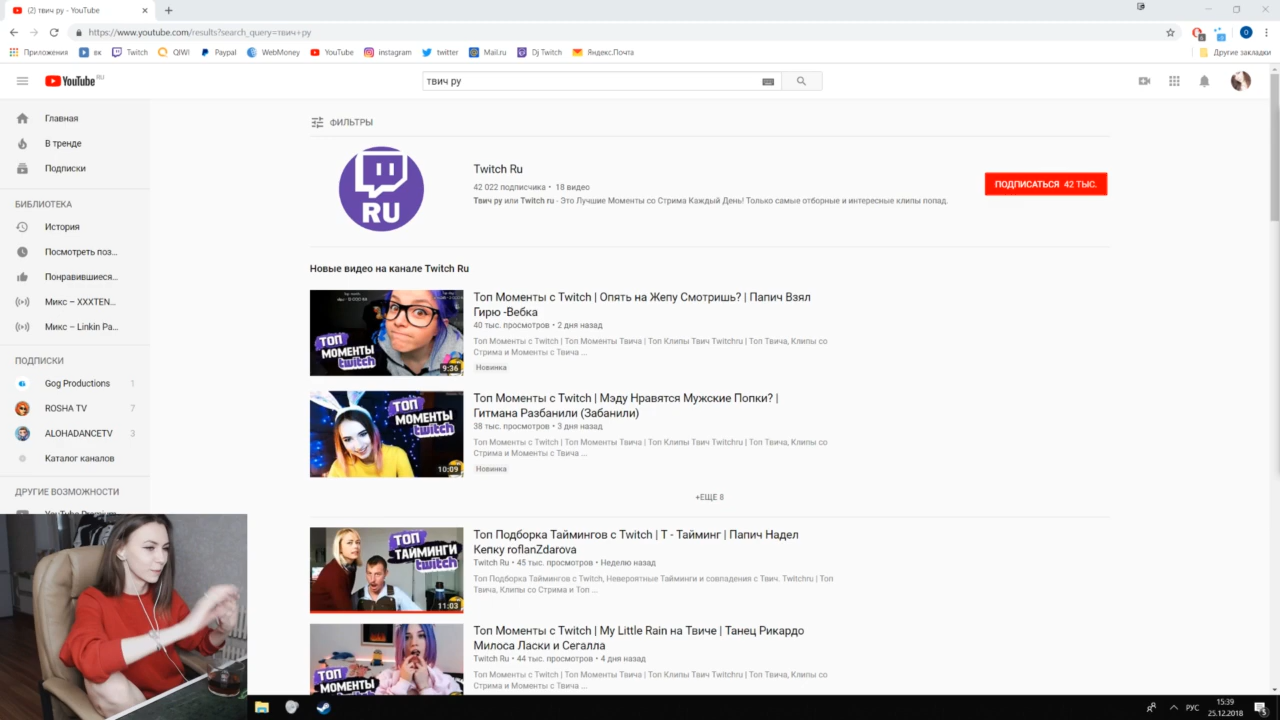 (2) твич ру - YouTube
https://www.youtube.com/results?search_query=твич+ру
Приложения
вк
Twitch
QIWI
Paypal
WebMoney
YouTube
instagram
twitter
Mail.ru
Dj Twitch
Яндекс.Почта
Другие закладки
YouTube RU
твич ру
Главная
В тренде
Подписки
БИБЛИОТЕКА
История
Посмотреть поз...
Понравившиеся...
Микс – XXXTEN...
Микс – Linkin Pa...
ПОДПИСКИ
Gog Productions 1
ROSHA TV 7
ALOHADANCETV 3
Каталог каналов
ДРУГИЕ ВОЗМОЖНОСТИ
YouTube Premium
ФИЛЬТРЫ
RU
Twitch Ru
42 022 подписчика • 18 видео
Твич ру или Twitch ru - Это Лучшие Моменты со Стрима Каждый День! Только самые отборные и интересные клипы попад.
ПОДПИСАТЬСЯ 42 ТЫС.
Новые видео на канале Twitch Ru
ТОП
МОМЕНТЫ
twitch
9:36
Топ Моменты с Twitch | Опять на Жепу Смотришь? | Папич Взял
Гирю -Вебка
40 тыс. просмотров • 2 дня назад
Топ Моменты с Twitch | Топ Моменты Твича | Топ Клипы Твич Twitchru | Топ Твича, Клипы со
Стрима и Моменты с Твича ...
Новинка
ТОП
МОМЕНТЫ
twitch
10:09
Топ Моменты с Twitch | Мэду Нравятся Мужские Попки? |
Гитмана Разбанили (Забанили)
38 тыс. просмотров • 3 дня назад
Топ Моменты с Twitch | Топ Моменты Твича | Топ Клипы Твич Twitchru | Топ Твича, Клипы со
Стрима и Моменты с Твича ...
Новинка
+ЕЩЕ 8
ТОП
ТАЙМИНГИ
twitch
11:03
Топ Подборка Таймингов с Twitch | Т - Тайминг | Папич Надел
Кепку roflanZdarova
Twitch Ru • 45 тыс. просмотров • Неделю назад
Топ Подборка Таймингов с Twitch, Невероятные Тайминги и совпадения с Твич. Twitchru | Топ
Твича, Клипы со Стрима и Топ ...
ТОП
МОМЕНТЫ
Топ Моменты с Twitch | My Little Rain на Твиче | Танец Рикардо
Милоса Ласки и Сегалла
Twitch Ru • 44 тыс. просмотров • 4 дня назад
Топ Моменты с Twitch | Топ Моменты Твича | Топ Клипы Твич Twitchru | Топ Твича, Клипы со
Стрима и Моменты с Твича ...
РУС
15:39
25.12.2018
5